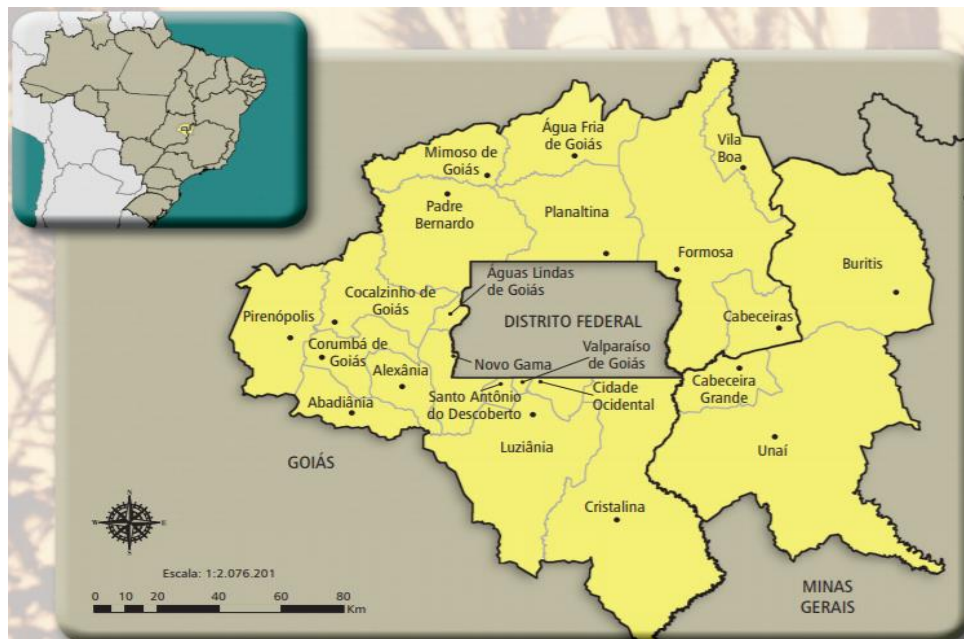 Água Fria
de Goiás
Mimoso de
Goiás
Vila
Boa
Padre
Bernardo
Planaltina
Formosa
Buritis
Águas Lindas
de Goiás
Cocalzinho de
Goiás
Pirenópolis
DISTRITO FEDERAL
Cabeceiras
Corumbá de
Goiás
Novo Gama
Valparaíso
de Goiás
Alexânia
Cabeceira
Grande
Santo Antônio
do Descoberto
Cidade
Ocidental
Abadiânia
Luziânia
Unaí
GOIÁS
Cristalina
N
W
E
S
Escala: 1:2.076.201
0 10 20 40 60 80
Km
MINAS
GERAIS